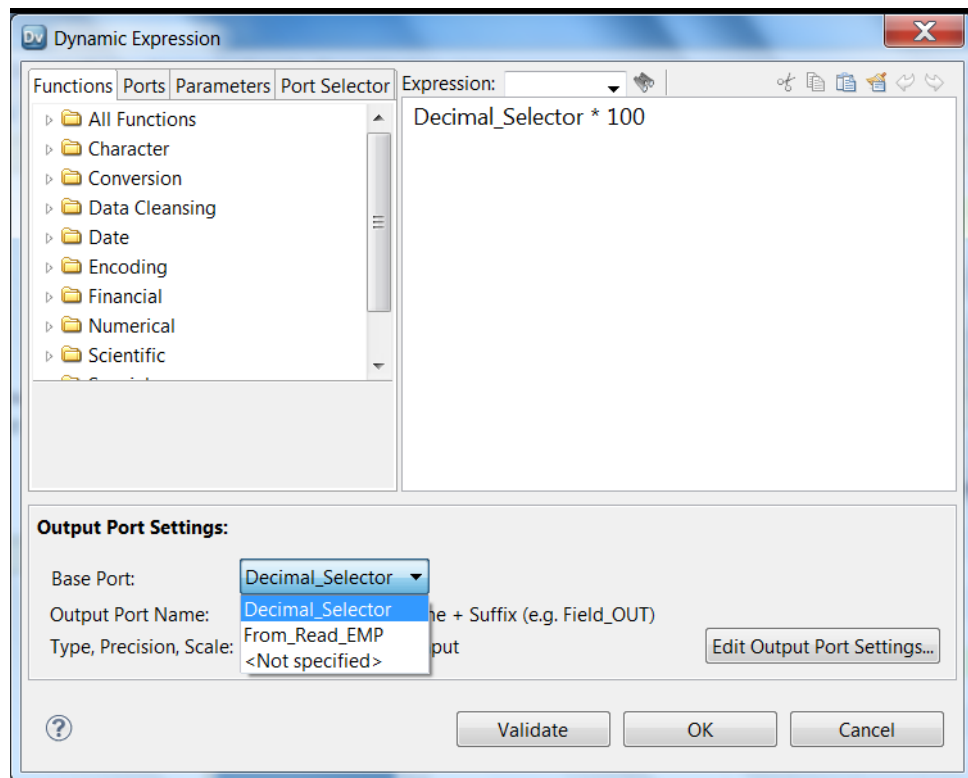 Dv Dynamic Expression
Functions Ports Parameters Port Selector
All Functions
Character
Conversion
Data Cleansing
Date
Encoding
Financial
Numerical
Scientific
Expression:
Decimal_Selector * 100
Output Port Settings:
Base Port: Decimal_Selector
Decimal_Selector
From_Read_EMP
<Not specified>
Output Port Name: + Suffix (e.g. Field_OUT)
Type, Precision, Scale:
Edit Output Port Settings...
?
Validate OK Cancel